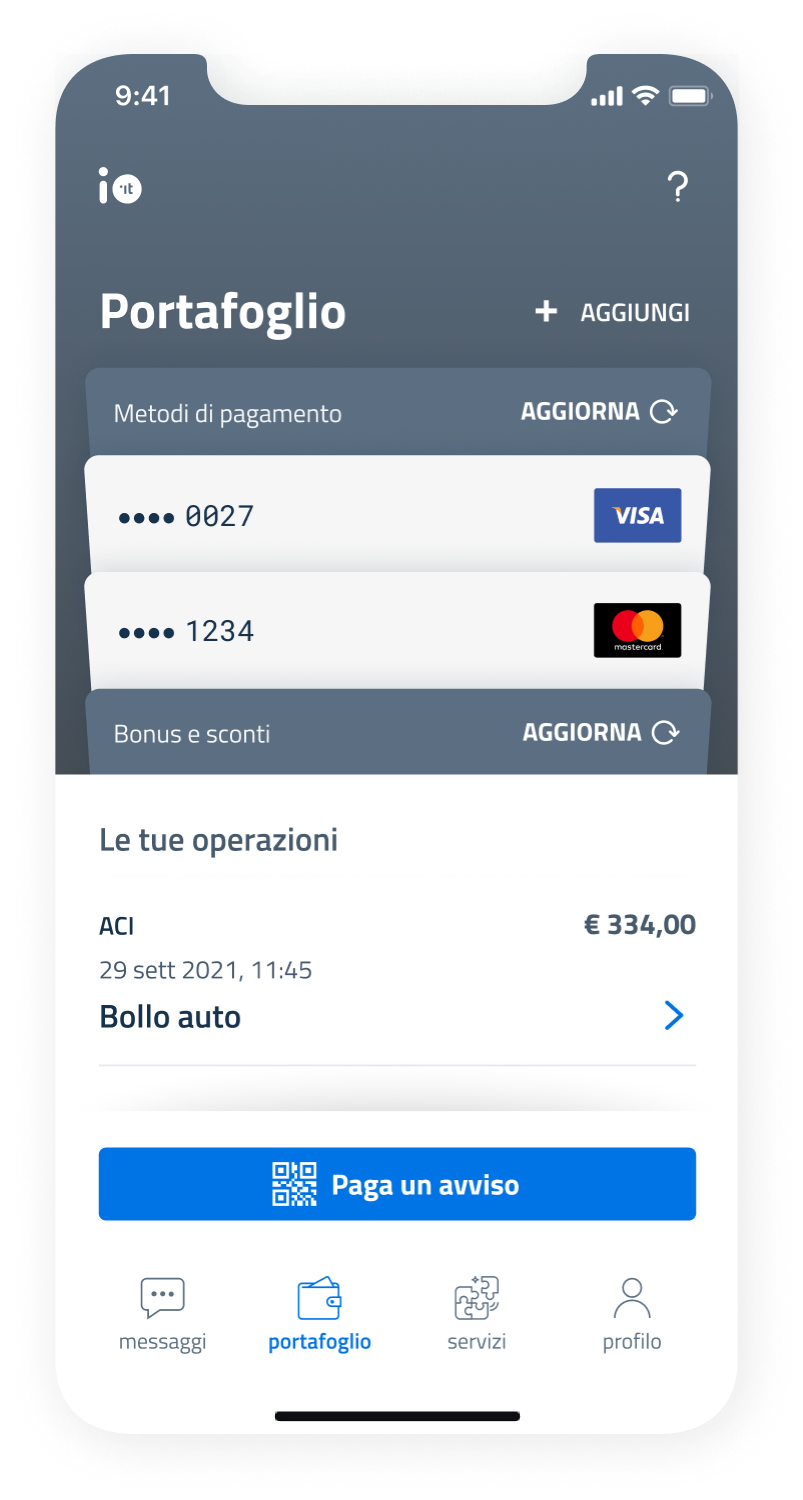 9:41
io it
?
Portafoglio + AGGIUNGI
Metodi di pagamento AGGIORNA
•••• 0027 VISA
•••• 1234 mastercard
Bonus e sconti AGGIORNA
Le tue operazioni
ACI € 334,00
29 sett 2021, 11:45
Bollo auto
Paga un avviso
messaggi portafoglio servizi profilo